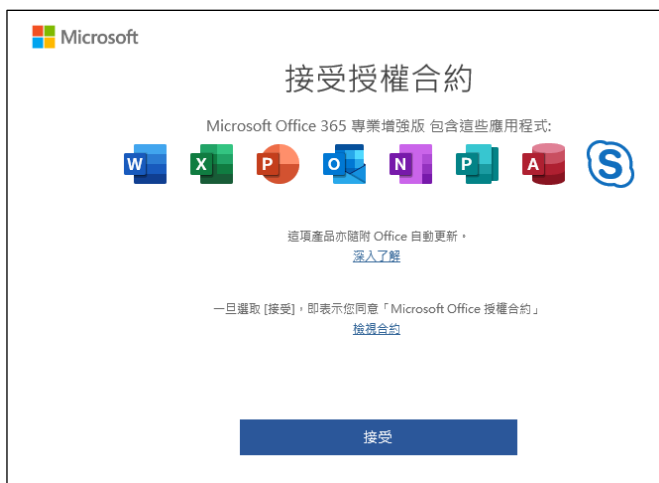 Microsoft
接受授權合約
Microsoft Office 365 專業增強版 包含這些應用程式:
W X P O N P A S
這項產品亦隨附 Office 自動更新。
深入了解
一旦選取 [接受]，即表示您同意「Microsoft Office 授權合約」
檢視合約
接受